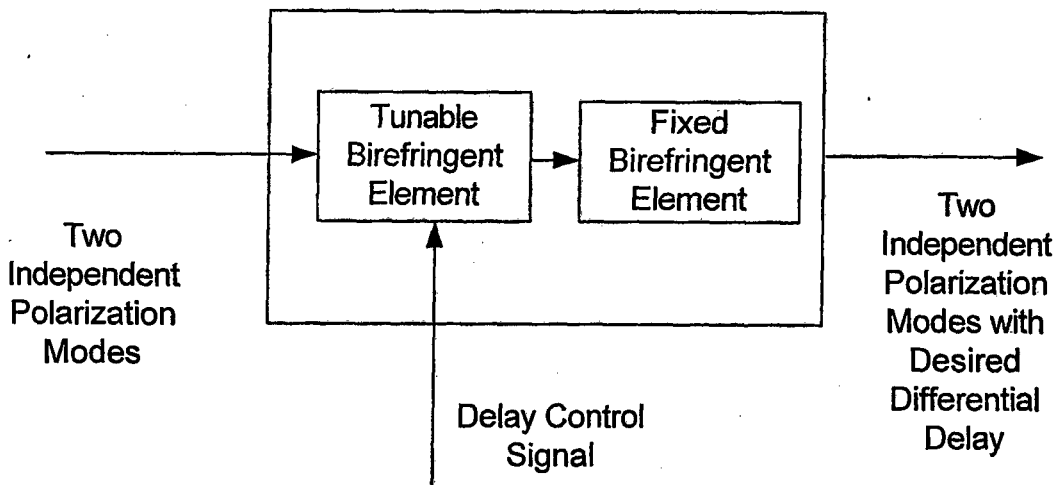 Tunable
Birefringent
Element
Fixed
Birefringent
Element
Two
Independent
Polarization
Modes
Two
Independent
Polarization
Modes with
Desired
Differential
Delay
Delay Control
Signal